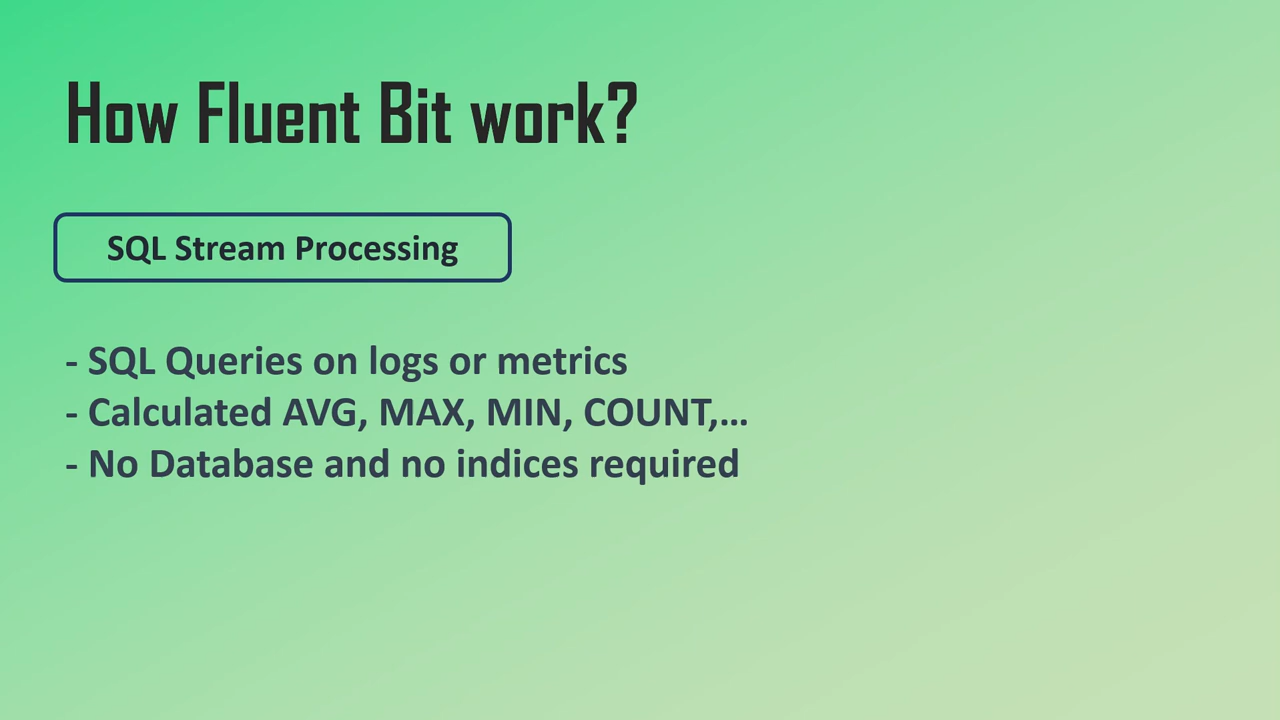 How Fluent Bit work?
SQL Stream Processing
- SQL Queries on logs or metrics
- Calculated AVG, MAX, MIN, COUNT,...
- No Database and no indices required